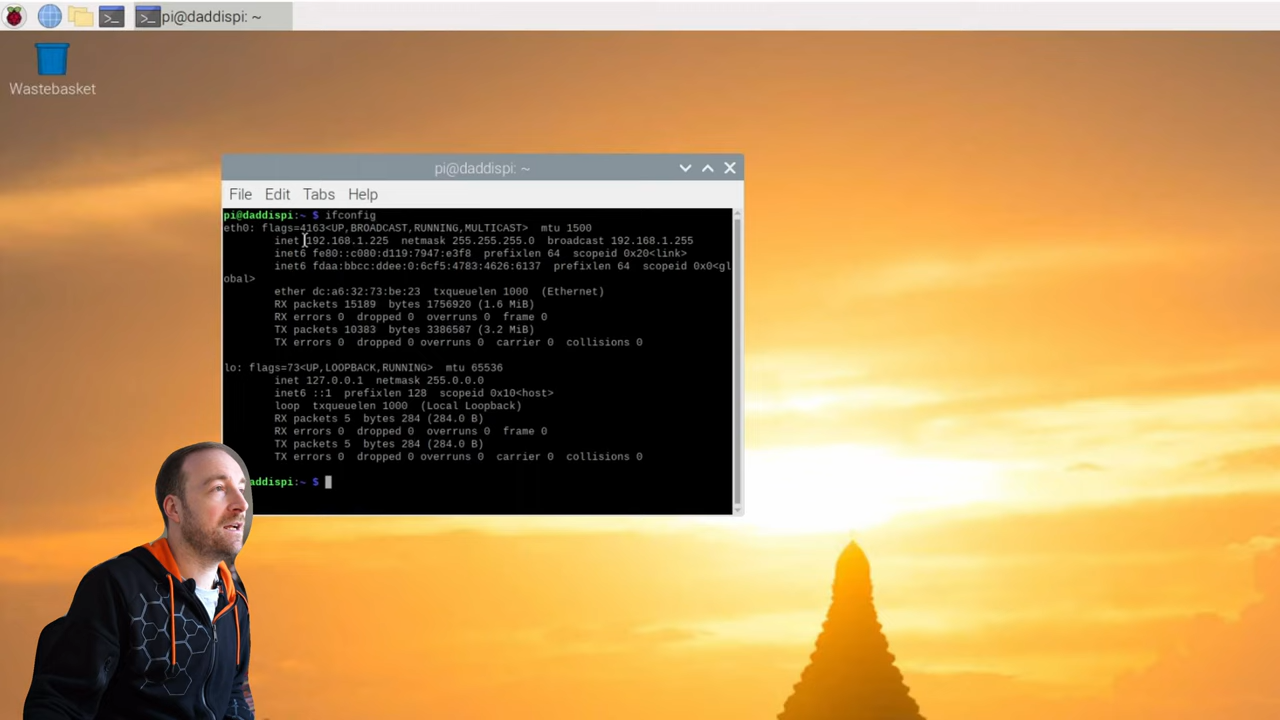 pi@daddispi: ~
Wastebasket
pi@daddispi: ~
File Edit Tabs Help
pi@daddispi:~ $ ifconfig
eth0: flags=4163<UP,BROADCAST,RUNNING,MULTICAST> mtu 1500
inet 192.168.1.225 netmask 255.255.255.0 broadcast 192.168.1.255
inet6 fe80::c080:d119:7947:e3f8 prefixlen 64 scopeid 0x20<link>
inet6 fdaa:bbcc:ddee:0:6cf5:4783:4626:6137 prefixlen 64 scopeid 0x0<gl
obal>
ether dc:a6:32:73:be:23 txqueuelen 1000 (Ethernet)
RX packets 15189 bytes 1756920 (1.6 MiB)
RX errors 0 dropped 0 overruns 0 frame 0
TX packets 10383 bytes 3386587 (3.2 MiB)
TX errors 0 dropped 0 overruns 0 carrier 0 collisions 0
lo: flags=73<UP,LOOPBACK,RUNNING> mtu 65536
inet 127.0.0.1 netmask 255.0.0.0
inet6 ::1 prefixlen 128 scopeid 0x10<host>
loop txqueuelen 1000 (Local Loopback)
RX packets 5 bytes 284 (284.0 B)
RX errors 0 dropped 0 overruns 0 frame 0
TX packets 5 bytes 284 (284.0 B)
TX errors 0 dropped 0 overruns 0 carrier 0 collisions 0
addispi:~ $